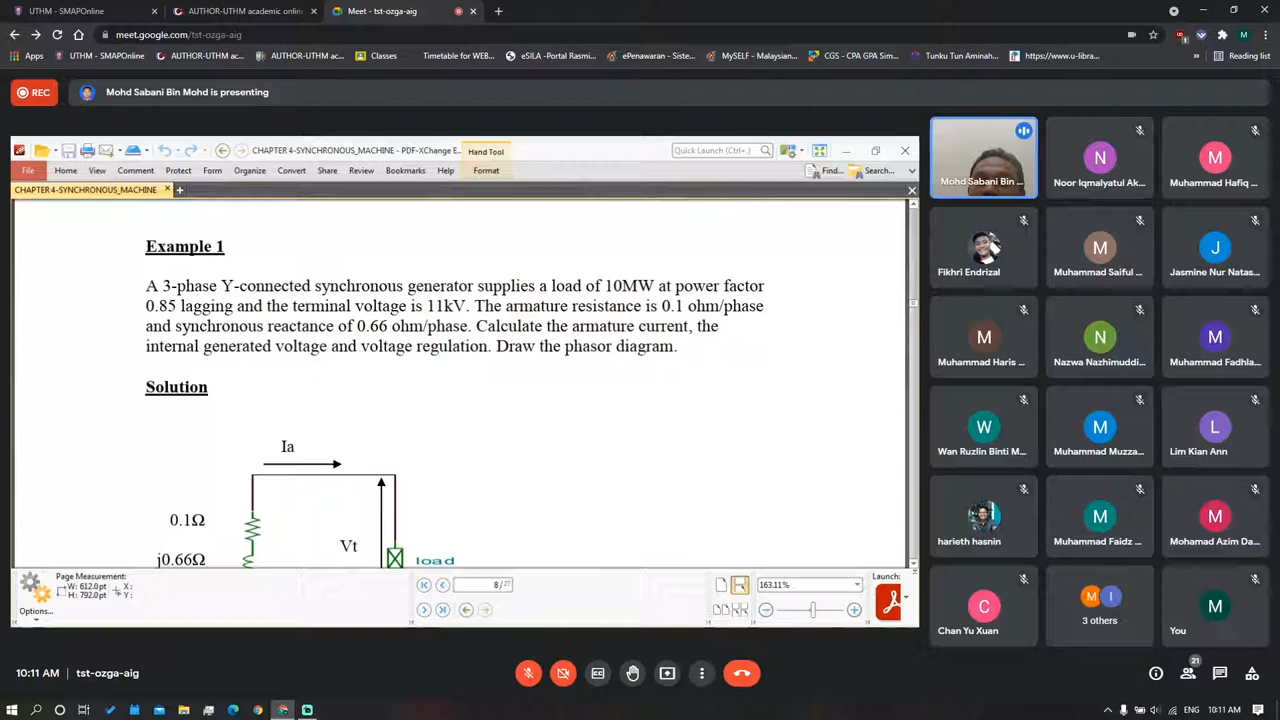 UTHM - SMAPOnline
AUTHOR-UTHM academic online
Meet – tst-ozga-aig
meet.google.com/tst-ozga-aig
Apps
UTHM - SMAPOnline
AUTHOR-UTHM ac...
AUTHOR-UTHM ac...
Classes
Timetable for WEB...
eSILA -Portal Rasmi...
ePenawaran - Siste...
MySELF - Malaysian...
CGS - CPA GPA Sim...
Tunku Tun Aminah...
https://www.u-libra...
Reading list
REC
Mohd Sabani Bin Mohd is presenting
CHAPTER 4-SYNCHRONOUS_MACHINE - PDF-XChange E...
Hand Tool
Quick Launch (Ctrl+.)
File
Home
View
Comment
Protect
Form
Organize
Convert
Share
Review
Bookmarks
Help
Format
Find...
Search...
CHAPTER 4-SYNCHRONOUS_MACHINE
Example 1
A 3-phase Y-connected synchronous generator supplies a load of 10MW at power factor
0.85 lagging and the terminal voltage is 11kV. The armature resistance is 0.1 ohm/phase
and synchronous reactance of 0.66 ohm/phase. Calculate the armature current, the
internal generated voltage and voltage regulation. Draw the phasor diagram.
Solution
Ia
0.1Ω
Vt
j0.66Ω
load
Options...
Page Measurement:
W: 612.0 pt
H: 792.0 pt
X:
Y:
8 /27
163.11%
Launch:
Mohd Sabani Bin ...
Noor Iqmalyatul Ak...
Muhammad Hafiq ...
Fikhri Endrizal
Muhammad Saiful ...
Jasmine Nur Natas...
Muhammad Haris ...
Nazwa Nazhimuddi...
Muhammad Fadhla...
Wan Ruzlin Binti M...
Muhammad Muzza...
Lim Kian Ann
harieth hasnin
Muhammad Faidz ...
Mohamad Azim Da...
Chan Yu Xuan
3 others
You
N
M
M
J
M
N
M
W
M
L
M
M
C
M
I
M
10:11 AM | tst-ozga-aig
21
10:11 AM